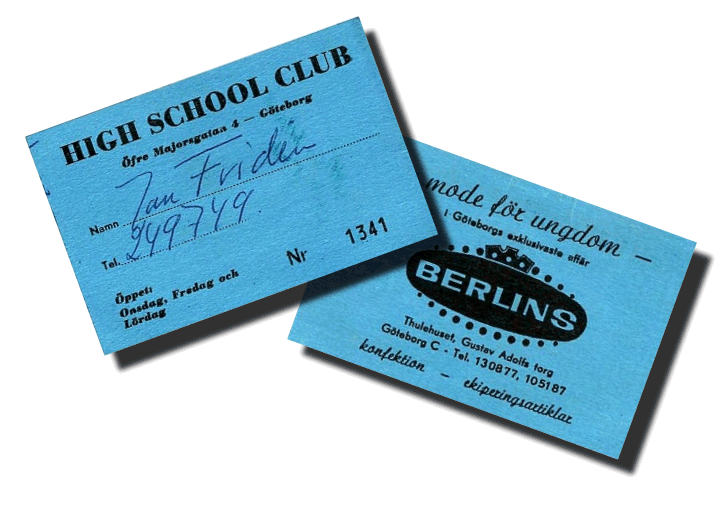 HIGH SCHOOL CLUB
Öfre Majorsgatan 4 — Göteborg
Namn Jan Fridén
Tel. 249749
Nr 1341
Öppet:
Onsdag, Fredag och
Lördag
mode för ungdom —
i Göteborgs exklusivaste affär
BERLINS
Thulehuset, Gustav Adolfs torg
Göteborg C - Tel. 130877, 105187
konfektion — ekiperingsartiklar